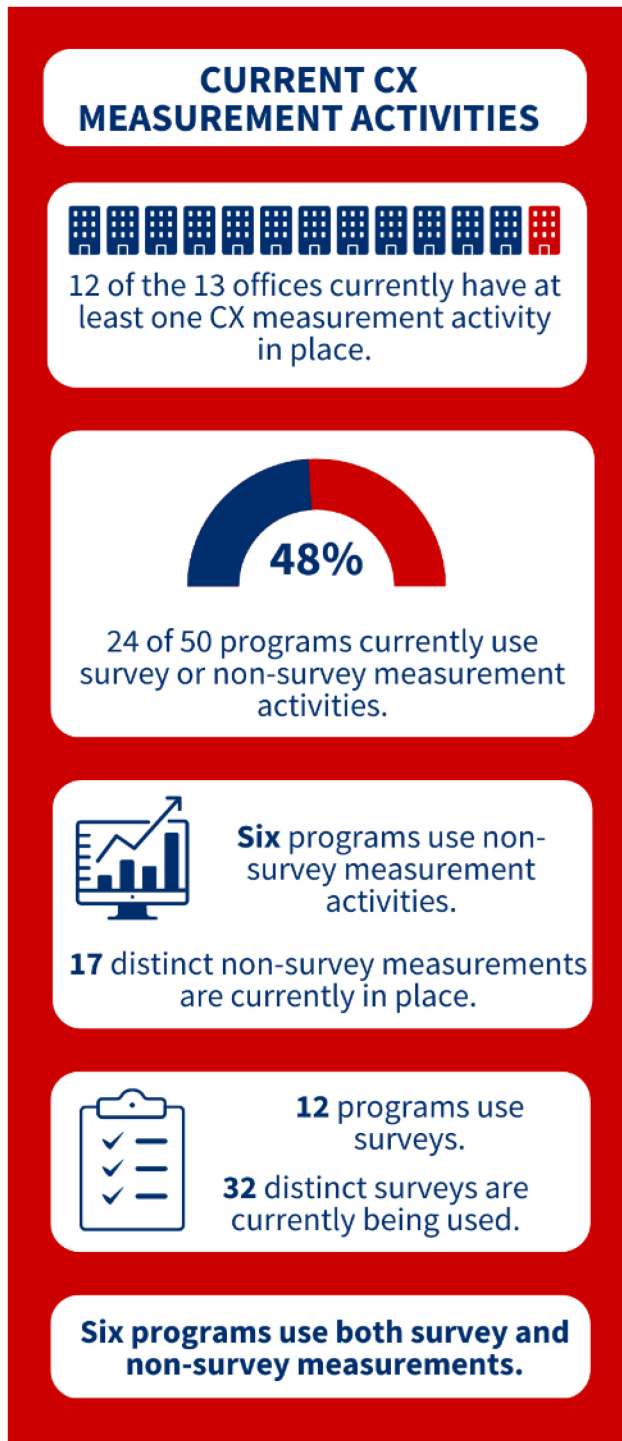 CURRENT CX
MEASUREMENT ACTIVITIES
12 of the 13 offices currently have at
least one CX measurement activity
in place.
48%
24 of 50 programs currently use
survey or non-survey measurement
activities.
Six programs use non-
survey measurement
activities.
17 distinct non-survey measurements
are currently in place.
12 programs use
surveys.
32 distinct surveys are
currently being used.
Six programs use both survey and
non-survey measurements.